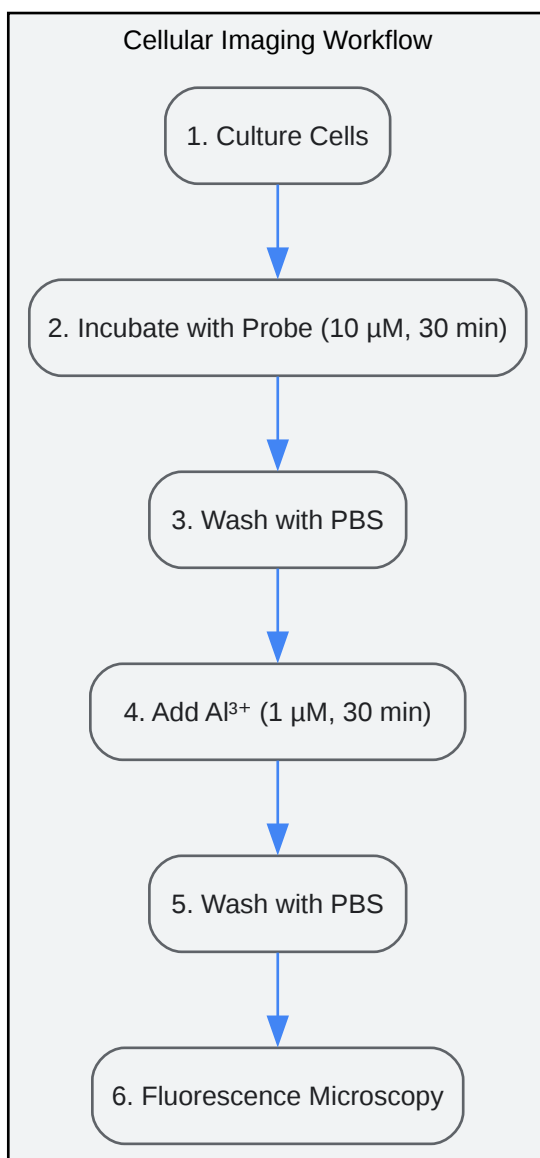 Cellular Imaging Workflow
1. Culture Cells
2. Incubate with Probe (10 µM, 30 min)
3. Wash with PBS
4. Add Al³⁺ (1 µM, 30 min)
5. Wash with PBS
6. Fluorescence Microscopy